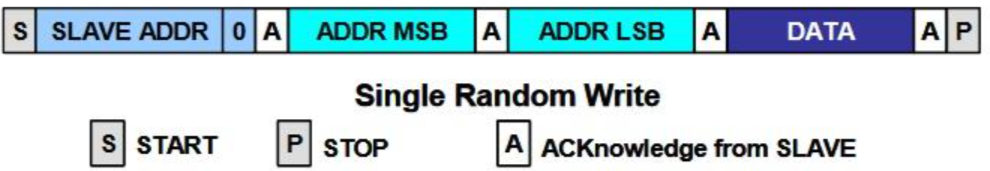 S SLAVE ADDR 0 A ADDR MSB A ADDR LSB A DATA A P
Single Random Write
S START P STOP A ACKnowledge from SLAVE